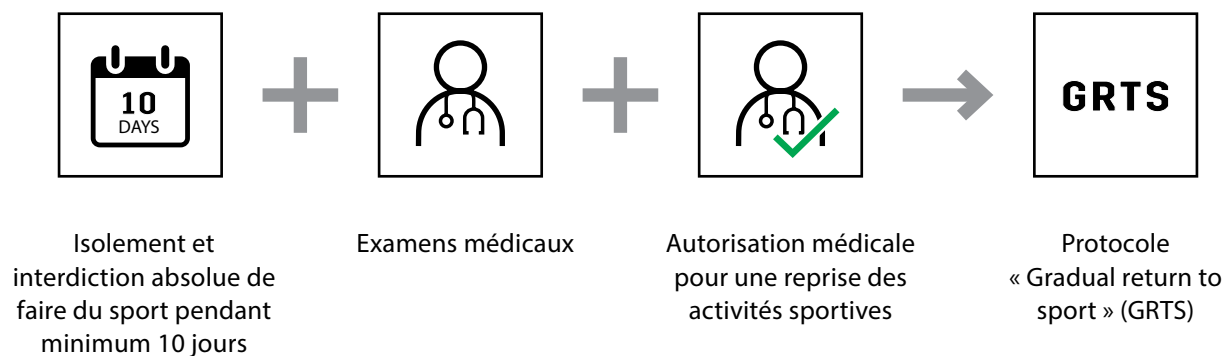 10
DAYS
GRTS
Isolement et
interdiction absolue de
faire du sport pendant
minimum 10 jours
Examens médicaux
Autorisation médicale
pour une reprise des
activités sportives
Protocole
« Gradual return to
sport » (GRTS)